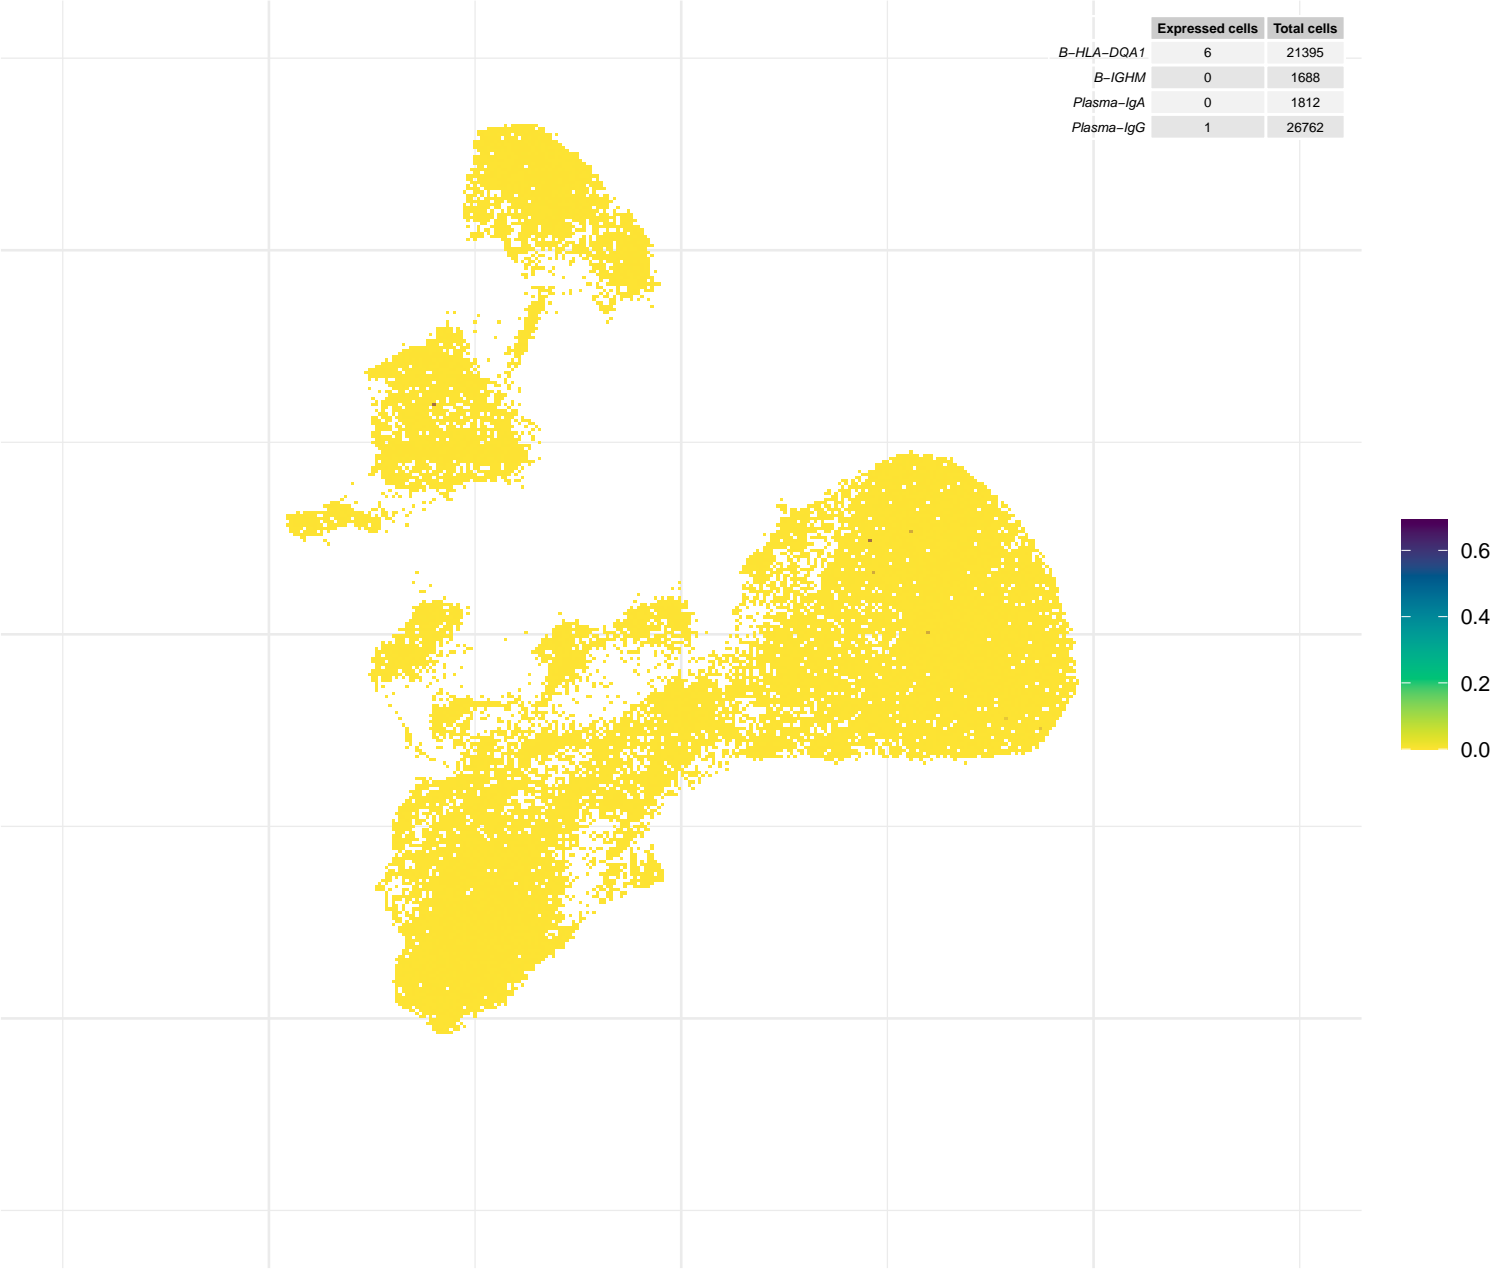 Expressed cells Total cells
B−HLA−DQA1 6 21395
B−IGHM 0 1688
Plasma−IgA 0 1812
Plasma−IgG 1 26762
0.6
0.4
0.2
0.0